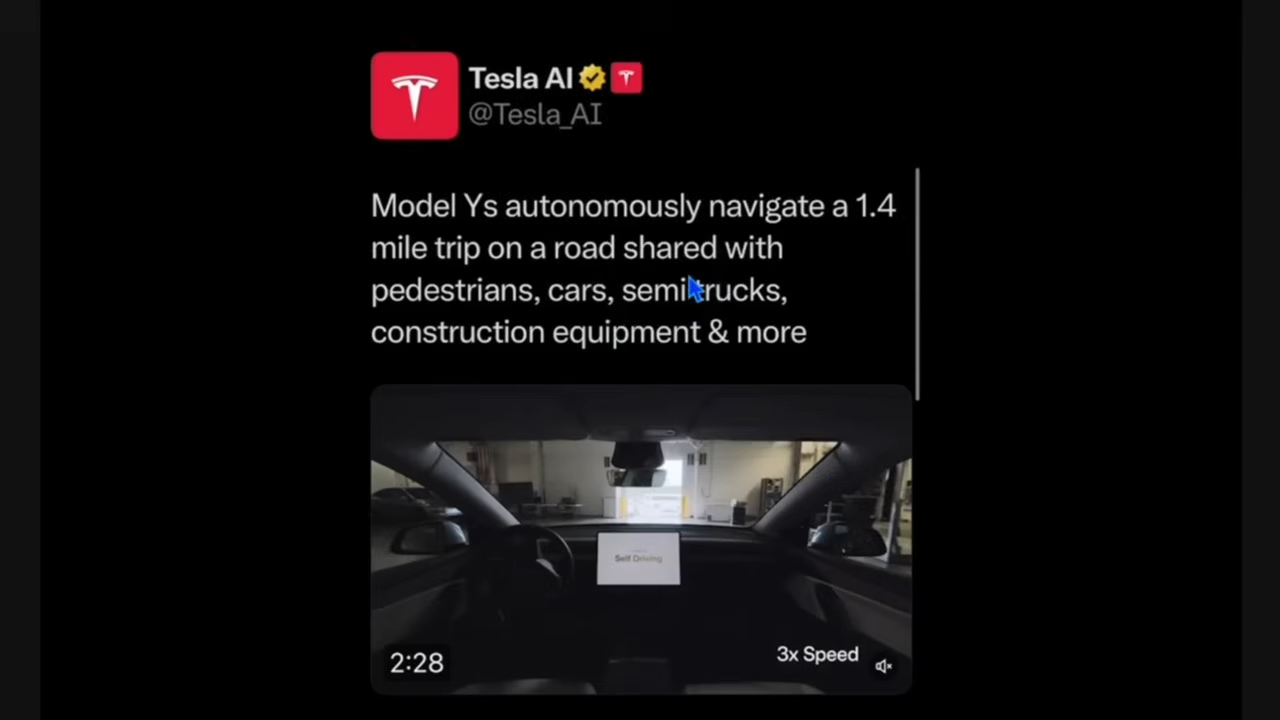 Tesla AI
@Tesla_AI
Model Ys autonomously navigate a 1.4
mile trip on a road shared with
pedestrians, cars, semi trucks,
construction equipment & more
Self Driving
2:28
3x Speed